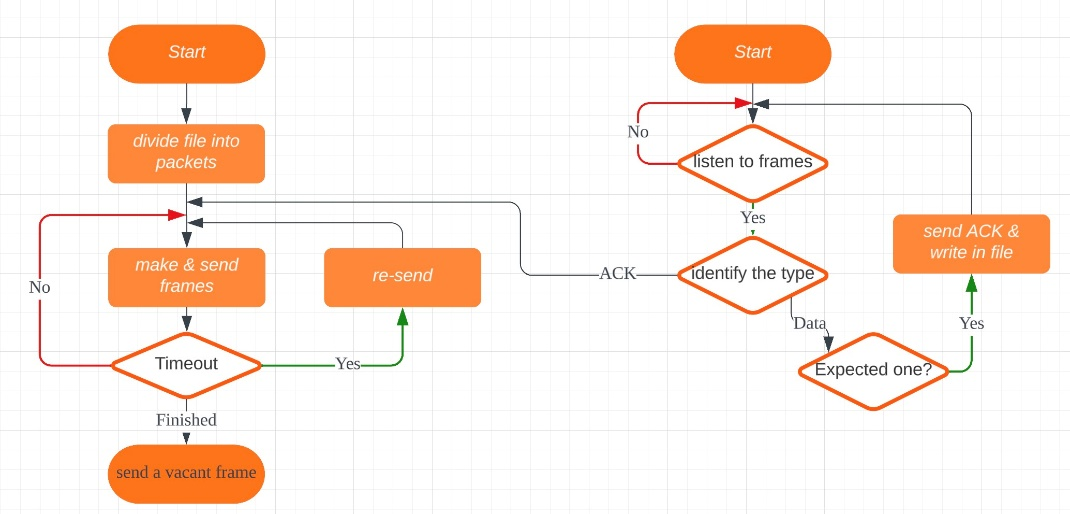 Start
divide file into
packets
make & send
frames
No
Timeout
Yes
re-send
Finished
send a vacant frame
Start
No
listen to frames
Yes
identify the type
ACK
Data
Expected one?
Yes
send ACK &
write in file